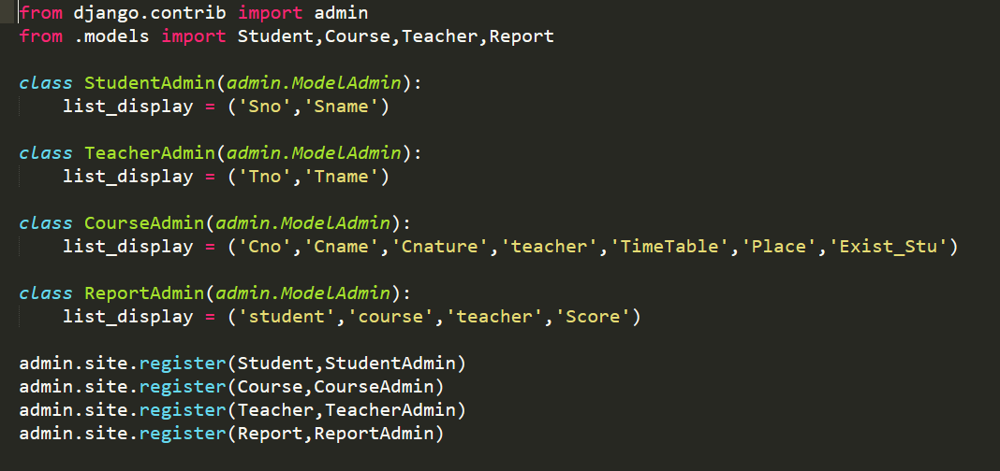 from django.contrib import admin
from .models import Student,Course,Teacher,Report
class StudentAdmin(admin.ModelAdmin):
    list_display = ('Sno','Sname')
class TeacherAdmin(admin.ModelAdmin):
    list_display = ('Tno','Tname')
class CourseAdmin(admin.ModelAdmin):
    list_display = ('Cno','Cname','Cnature','teacher','TimeTable','Place','Exist_Stu')
class ReportAdmin(admin.ModelAdmin):
    list_display = ('student','course','teacher','Score')
admin.site.register(Student,StudentAdmin)
admin.site.register(Course,CourseAdmin)
admin.site.register(Teacher,TeacherAdmin)
admin.site.register(Report,ReportAdmin)